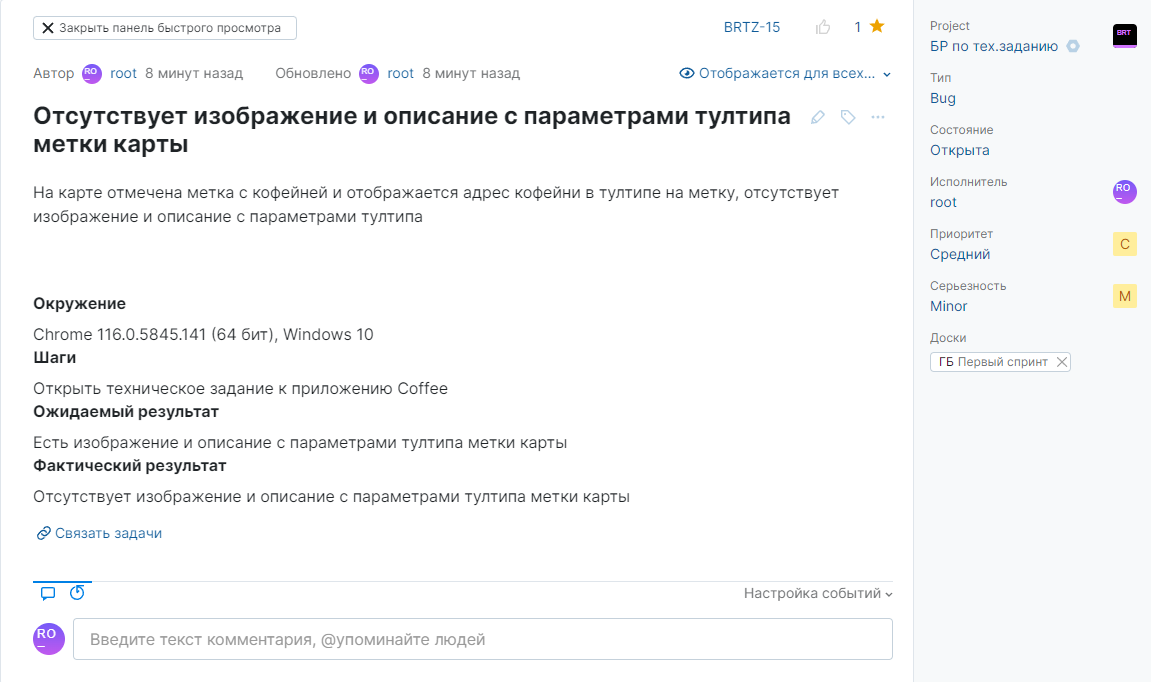 Закрыть панель быстрого просмотра
BRTZ-15
1
Автор RO root 8 минут назад Обновлено RO root 8 минут назад
Отображается для всех...
Отсутствует изображение и описание с параметрами тултипа
метки карты
На карте отмечена метка с кофейней и отображается адрес кофейни в тултипе на метку, отсутствует
изображение и описание с параметрами тултипа
Окружение
Chrome 116.0.5845.141 (64 бит), Windows 10
Шаги
Открыть техническое задание к приложению Coffee
Ожидаемый результат
Есть изображение и описание с параметрами тултипа метки карты
Фактический результат
Отсутствует изображение и описание с параметрами тултипа метки карты
Связать задачи
Настройка событий
RO
Введите текст комментария, @упоминайте людей
Project
БР по тех.заданию
BRT
Тип
Bug
Состояние
Открыта
Исполнитель
root
RO
Приоритет
Средний
С
Серьезность
Minor
M
Доски
ГБ Первый спринт